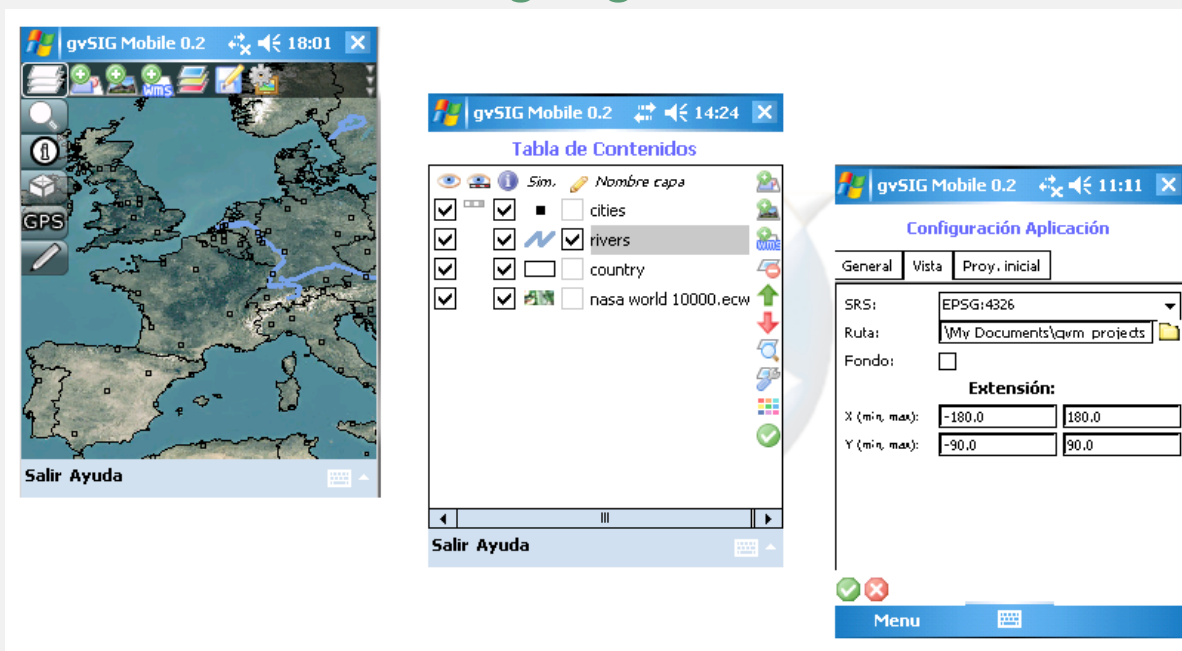 gvSIG Mobile 0.2 18:01
WMS
GPS
Salir Ayuda
gvSIG Mobile 0.2 14:24
Tabla de Contenidos
Sim. Nombre capa
cities
rivers
WMS
country
nasa world 10000.ecw
Salir Ayuda
gvSIG Mobile 0.2 11:11
Configuración Aplicación
General Vista Proy. inicial
SRS: EPSG:4326
Ruta: \My Documents\gvm_projects
Fondo:
Extensión:
X (min, max): -180.0 180.0
Y (min, max): -90.0 90.0
Menu